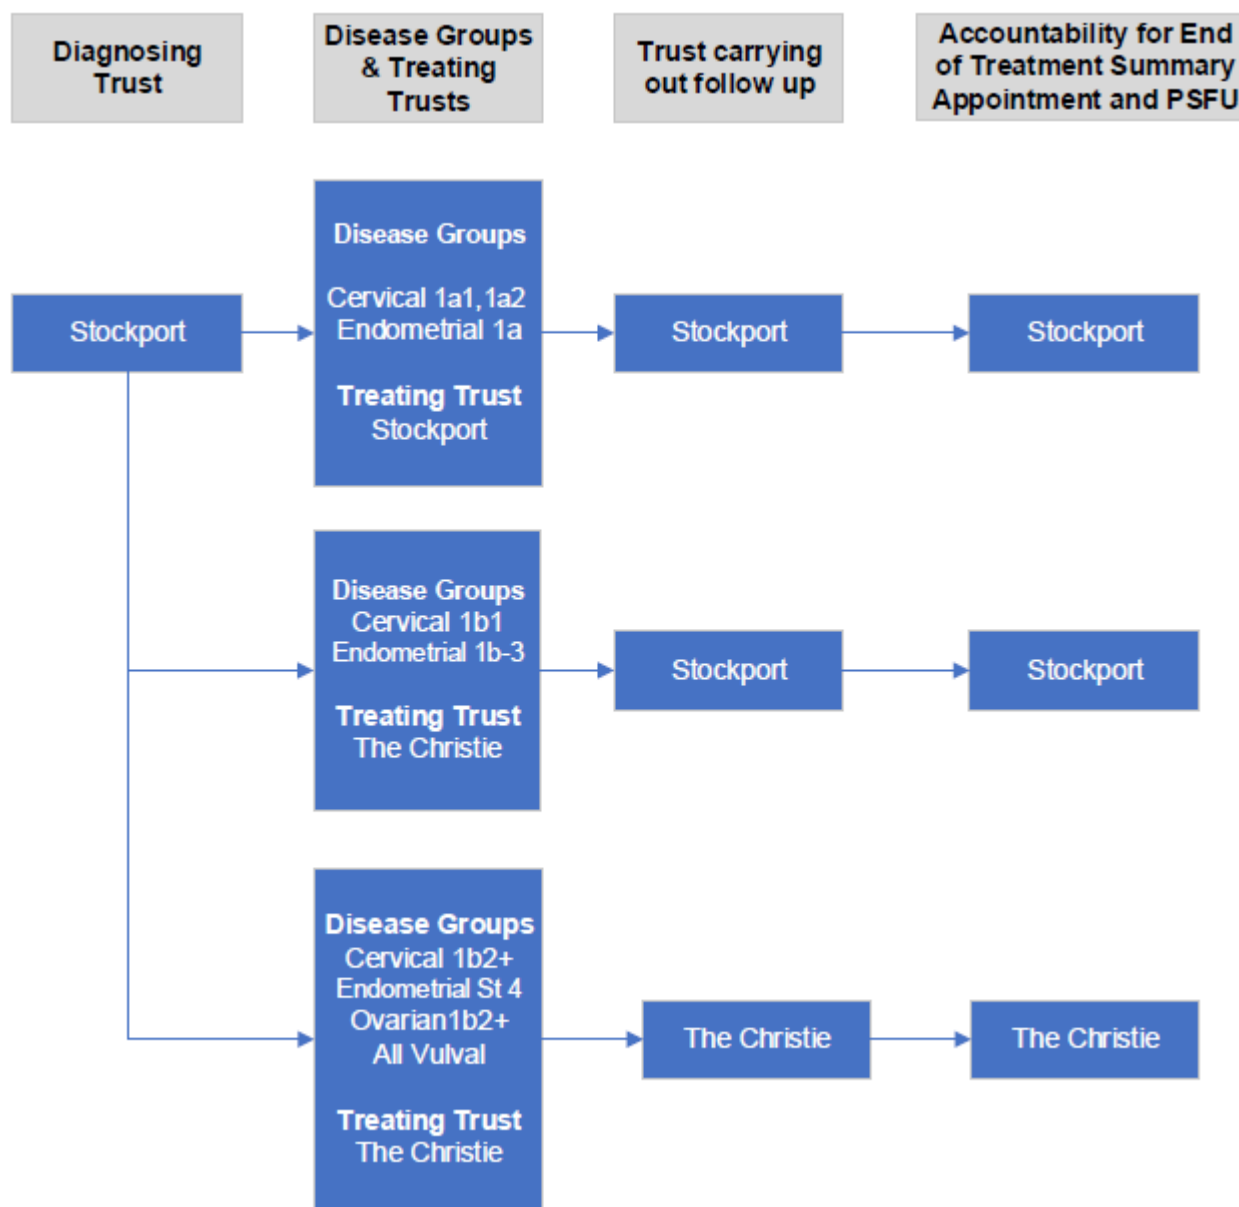 Diagnosing
Trust
Disease Groups
& Treating
Trusts
Trust carrying
out follow up
Accountability for End
of Treatment Summary
Appointment and PSFU
Stockport
Disease Groups
Cervical 1a1,1a2
Endometrial 1a
Treating Trust
Stockport
Stockport
Stockport
Disease Groups
Cervical 1b1
Endometrial 1b-3
Treating Trust
The Christie
Stockport
Stockport
Disease Groups
Cervical 1b2+
Endometrial St 4
Ovarian1b2+
All Vulval
Treating Trust
The Christie
The Christie
The Christie